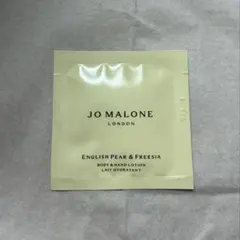 JO MALONE
LONDON
ENGLISH PEAR & FREESIA
BODY & HAND LOTION
LAIT HYDRATANT